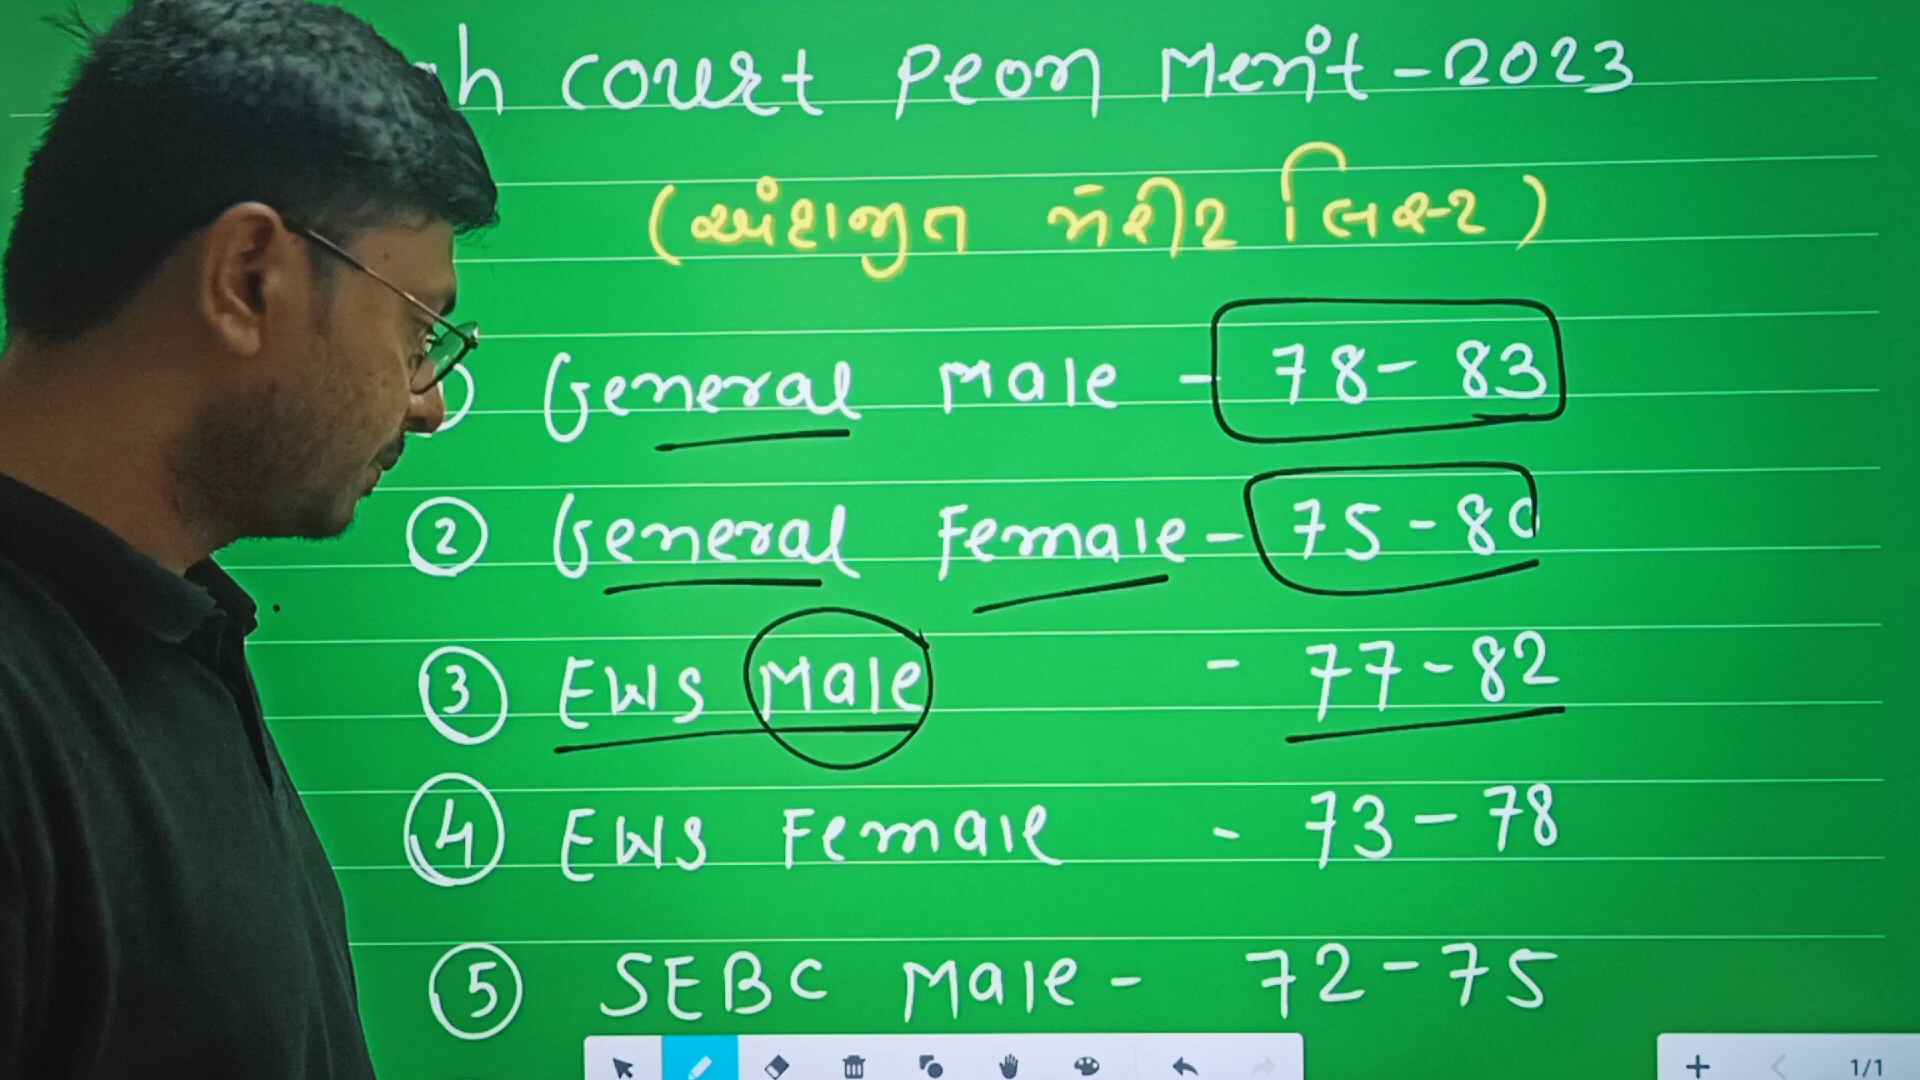 court Peon Merit - 2023
(અંદાજીત મેરીટ લિસ્ટ)
General Male - 78 - 83
2 General Female - 75 - 80
3 EWS Male - 77 - 82
4 EWS Female - 73 - 78
5 SEBC Male - 72 - 75
1/1